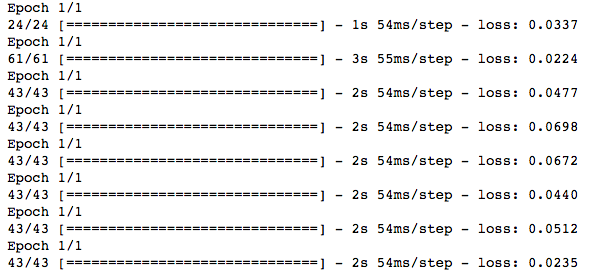 Epoch 1/1
24/24 [==============================] - 1s 54ms/step - loss: 0.0337
Epoch 1/1
61/61 [==============================] - 3s 55ms/step - loss: 0.0224
Epoch 1/1
43/43 [==============================] - 2s 54ms/step - loss: 0.0477
Epoch 1/1
43/43 [==============================] - 2s 54ms/step - loss: 0.0698
Epoch 1/1
43/43 [==============================] - 2s 54ms/step - loss: 0.0672
Epoch 1/1
43/43 [==============================] - 2s 54ms/step - loss: 0.0440
Epoch 1/1
43/43 [==============================] - 2s 54ms/step - loss: 0.0512
Epoch 1/1
43/43 [==============================] - 2s 54ms/step - loss: 0.0235